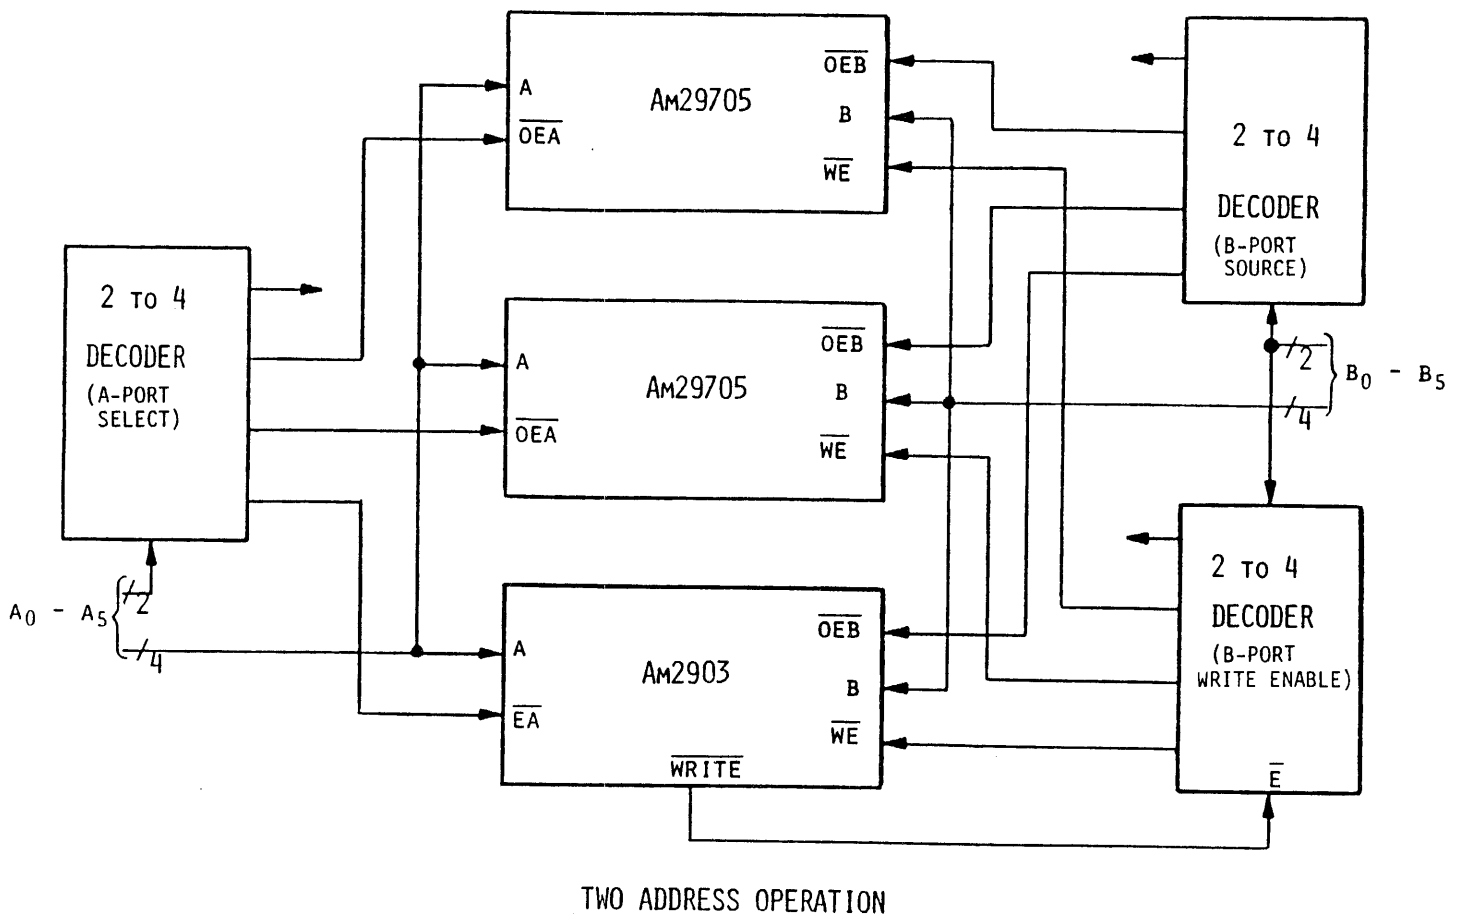 A
OEA
AM29705
OEB
B
WE
2 TO 4
DECODER
(B-PORT
SOURCE)
2 TO 4
DECODER
(A-PORT
SELECT)
A
OEA
AM29705
OEB
B
WE
/2
/4
B0 - B5
A0 - A5
/2
/4
A
EA
AM2903
OEB
B
WE
WRITE
2 TO 4
DECODER
(B-PORT
WRITE ENABLE)
E
TWO ADDRESS OPERATION